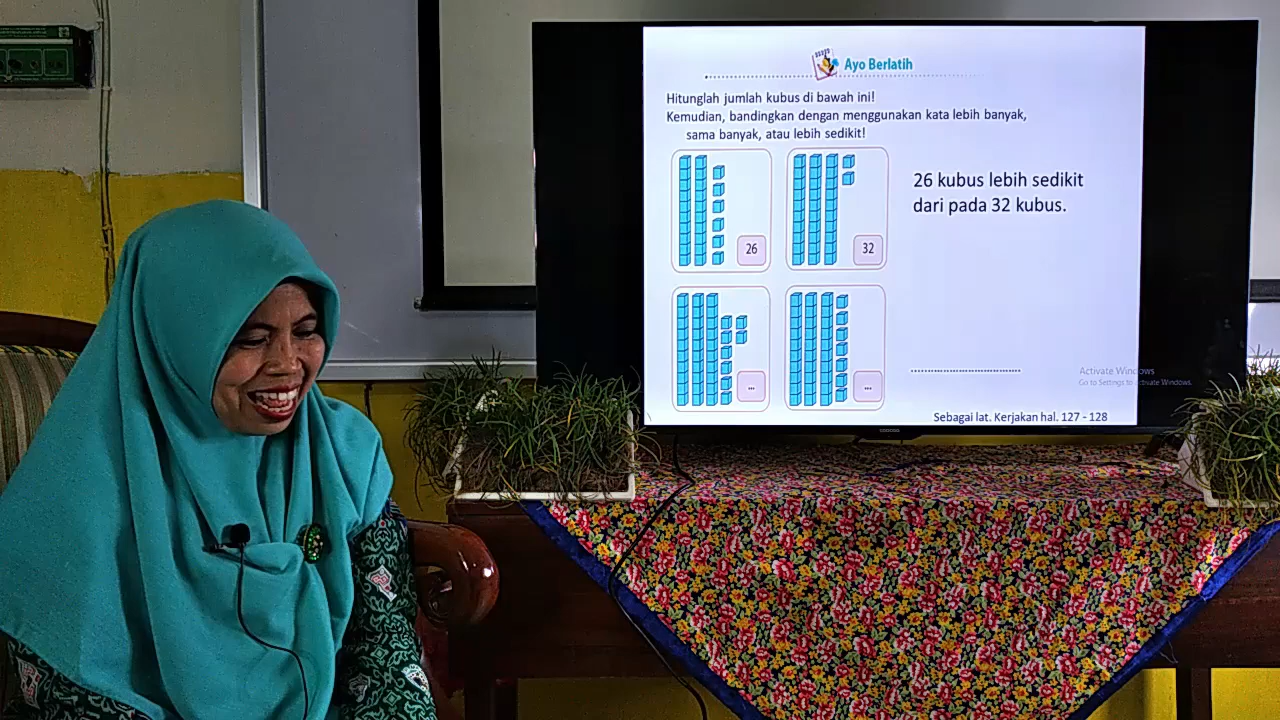 Ayo Berlatih
Hitunglah jumlah kubus di bawah ini!
Kemudian, bandingkan dengan menggunakan kata lebih banyak,
sama banyak, atau lebih sedikit!
26
32
26 kubus lebih sedikit
dari pada 32 kubus.
...
...
Activate Windows
Go to Settings to activate Windows.
Sebagai lat. Kerjakan hal. 127 - 128